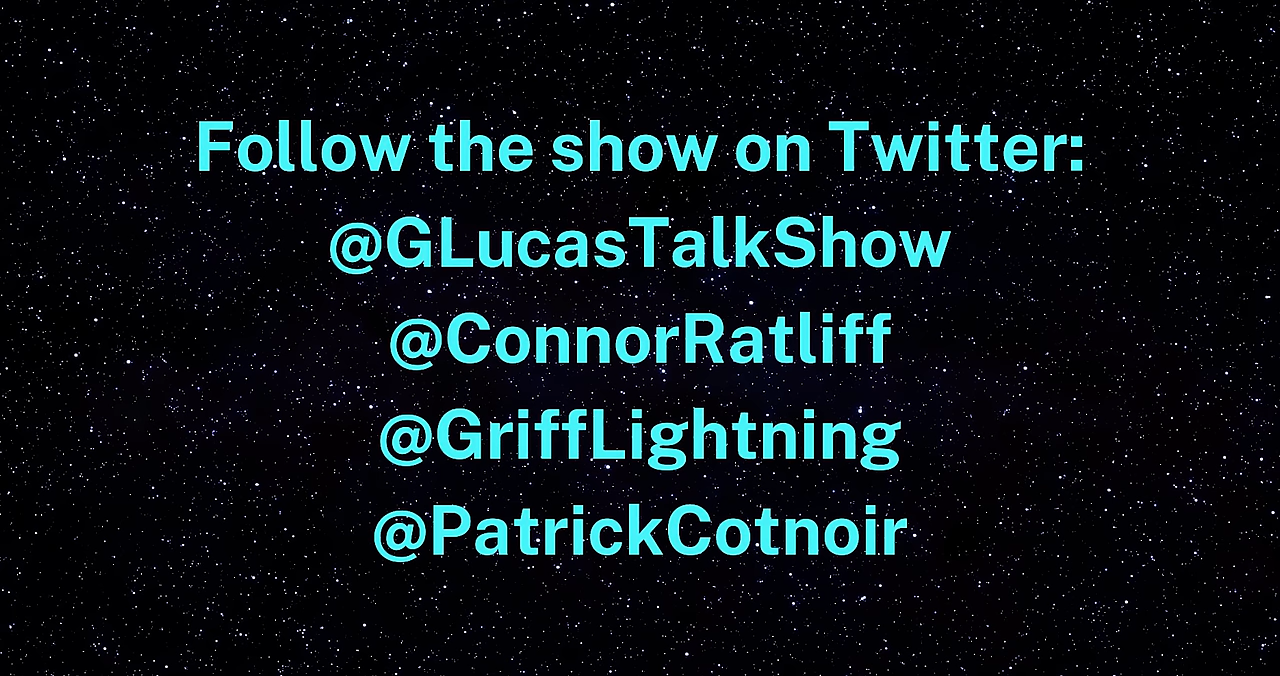 Follow the show on Twitter:
@GLucasTalkShow
@ConnorRatliff
@GriffLightning
@PatrickCotnoir